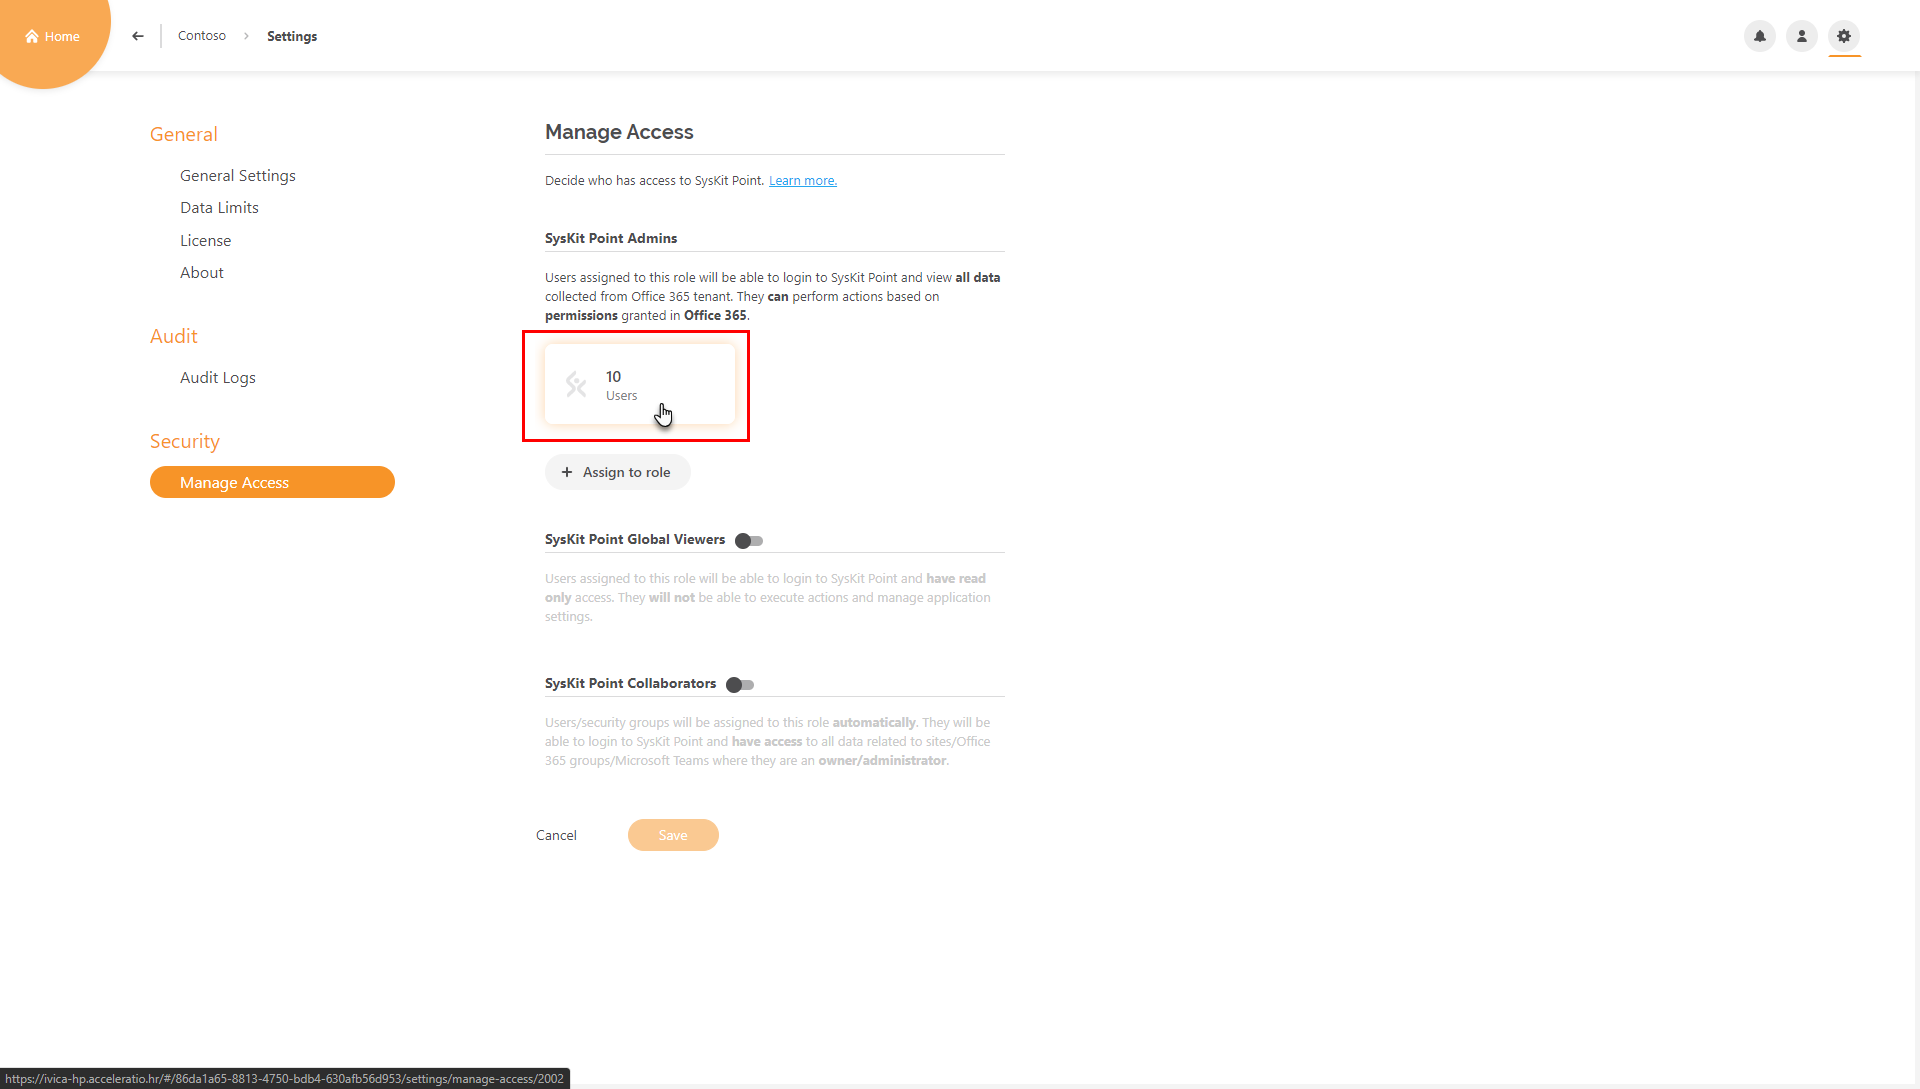 Home
Contoso
Settings
General
General Settings
Data Limits
License
About
Audit
Audit Logs
Security
Manage Access
Manage Access
Decide who has access to SysKit Point. Learn more.
SysKit Point Admins
Users assigned to this role will be able to login to SysKit Point and view all data
collected from Office 365 tenant. They can perform actions based on
permissions granted in Office 365.
10
Users
+ Assign to role
SysKit Point Global Viewers
Users assigned to this role will be able to login to SysKit Point and have read
only access. They will not be able to execute actions and manage application
settings.
SysKit Point Collaborators
Users/security groups will be assigned to this role automatically. They will be
able to login to SysKit Point and have access to all data related to sites/Office
365 groups/Microsoft Teams where they are an owner/administrator.
Cancel
Save
https://ivica-hp.acceleratio.hr/#/86da1a65-8813-4750-bdb4-630afb56d953/settings/manage-access/2002